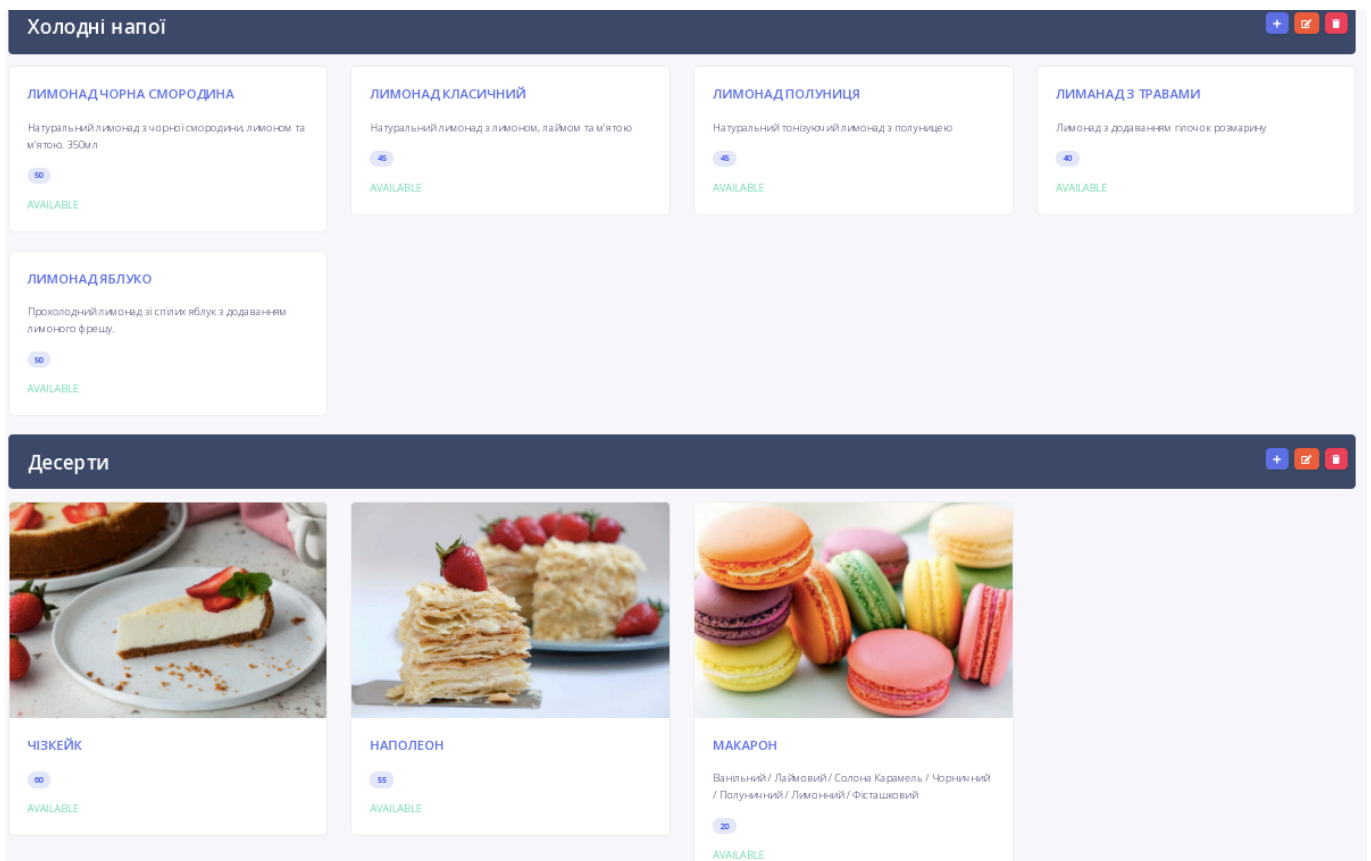 Холодні напої
ЛИМОНАД ЧОРНА СМОРОДИНА
Натуральний лимонад з чорної смородини, лимоном та
м'ятою. 350мл
50
AVAILABLE
ЛИМОНАД КЛАСИЧНИЙ
Натуральний лимонад з лимоном, лаймом та м'ятою
45
AVAILABLE
ЛИМОНАД ПОЛУНИЦЯ
Натуральний тонізуючий лимонад з полуницею
45
AVAILABLE
ЛИМАНАД З ТРАВАМИ
Лимонад з додаванням гілочок розмарину
40
AVAILABLE
ЛИМОНАД ЯБЛУКО
Прохолодний лимонад зі спілих яблук з додаванням
лимоного фрешу.
50
AVAILABLE
Десерти
ЧІЗКЕЙК
60
AVAILABLE
НАПОЛЕОН
55
AVAILABLE
МАКАРОН
Ванільний / Лаймовий / Солона Карамель / Чорничний
/ Полуничний / Лимонний / Фісташковий
20
AVAILABLE